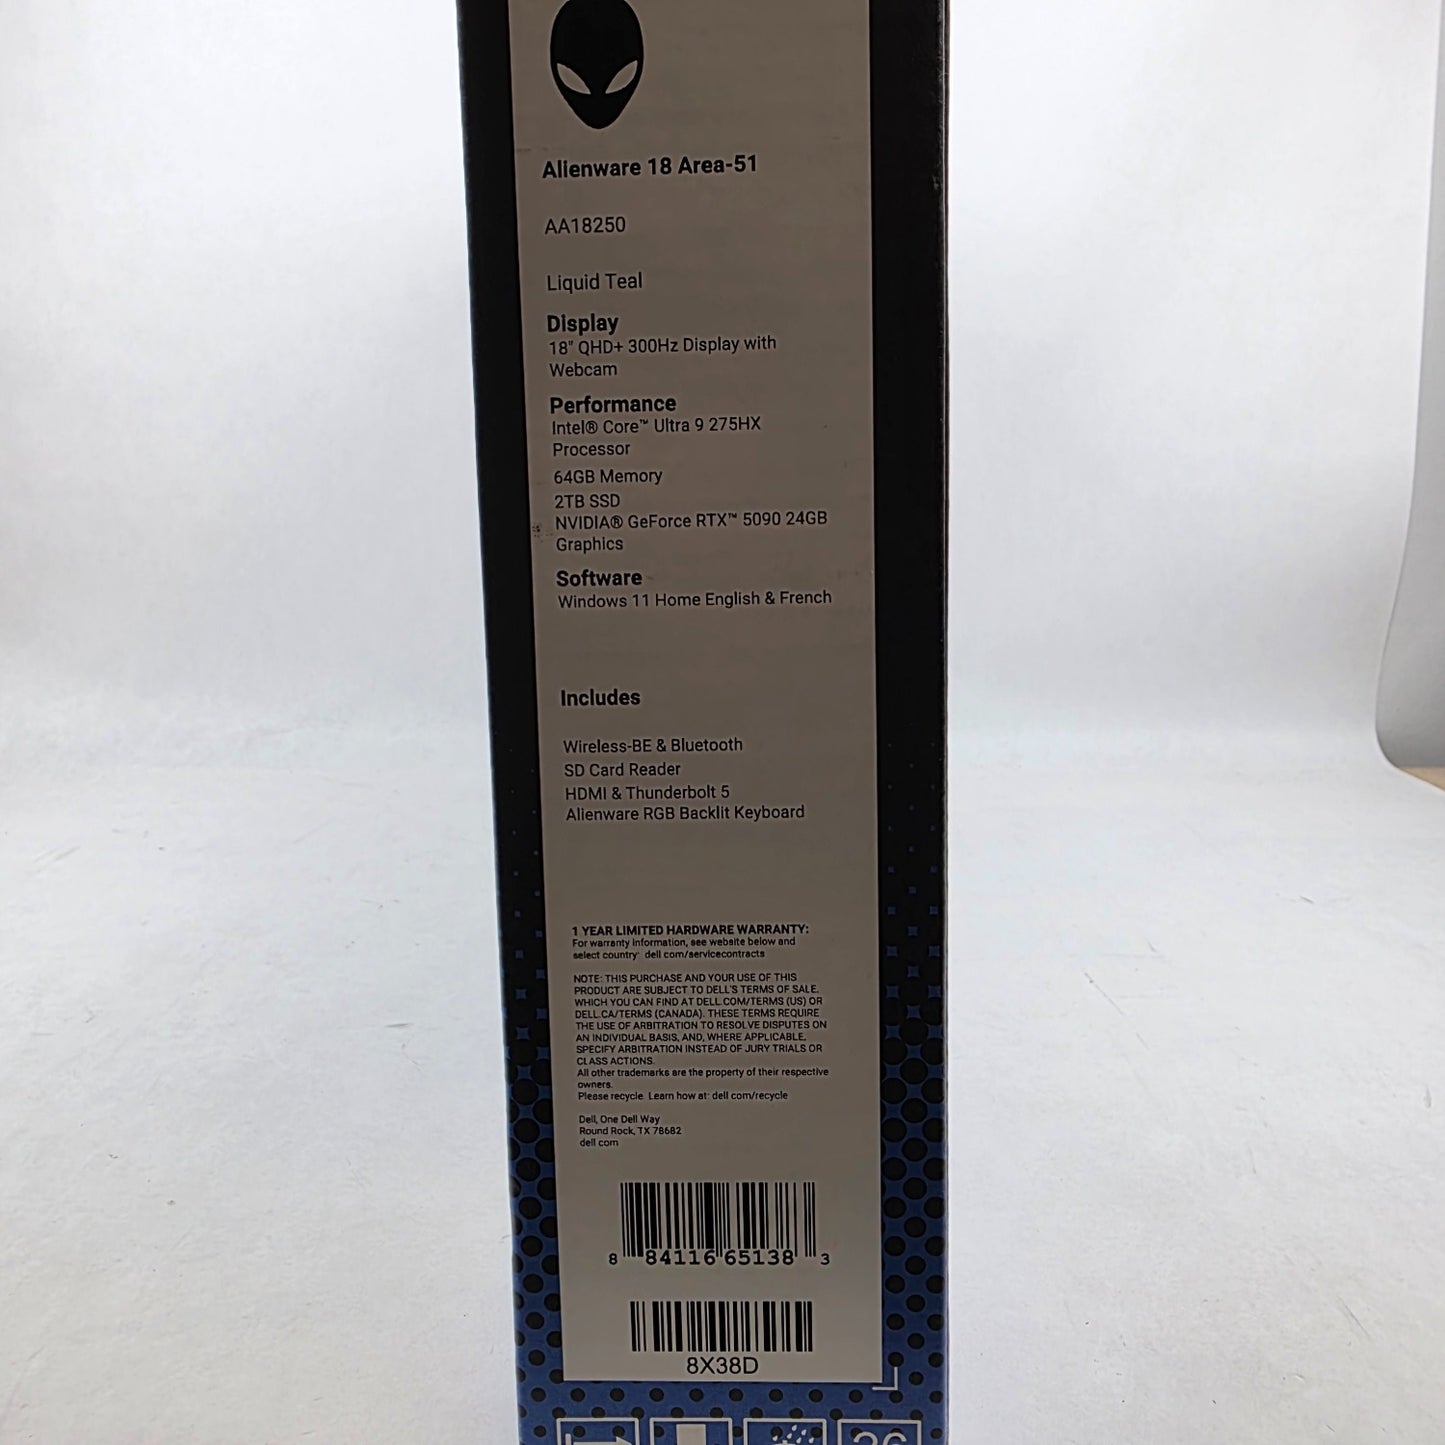 Alienware 18 Area-51
AA18250
Liquid Teal
Display
18" QHD+ 300Hz Display with
Webcam
Performance
Intel® Core™ Ultra 9 275HX
Processor
64GB Memory
2TB SSD
NVIDIA® GeForce RTX™ 5090 24GB
Graphics
Software
Windows 11 Home English & French
Includes
Wireless-BE & Bluetooth
SD Card Reader
HDMI & Thunderbolt 5
Alienware RGB Backlit Keyboard
1 YEAR LIMITED HARDWARE WARRANTY:
For warranty information, see website below and
select country: dell.com/servicecontracts
NOTE: THIS PURCHASE AND YOUR USE OF THIS
PRODUCT ARE SUBJECT TO DELL'S TERMS OF SALE,
WHICH YOU CAN FIND AT DELL.COM/TERMS (US) OR
DELL.CA/TERMS (CANADA). THESE TERMS REQUIRE
THE USE OF ARBITRATION TO RESOLVE DISPUTES ON
AN INDIVIDUAL BASIS, AND, WHERE APPLICABLE,
SPECIFY ARBITRATION INSTEAD OF JURY TRIALS OR
CLASS ACTIONS.
All other trademarks are the property of their respective
owners.
Please recycle. Learn how at: dell.com/recycle
Dell, One Dell Way
Round Rock, TX 78682
dell.com
8 84116 65138 3
8X38D